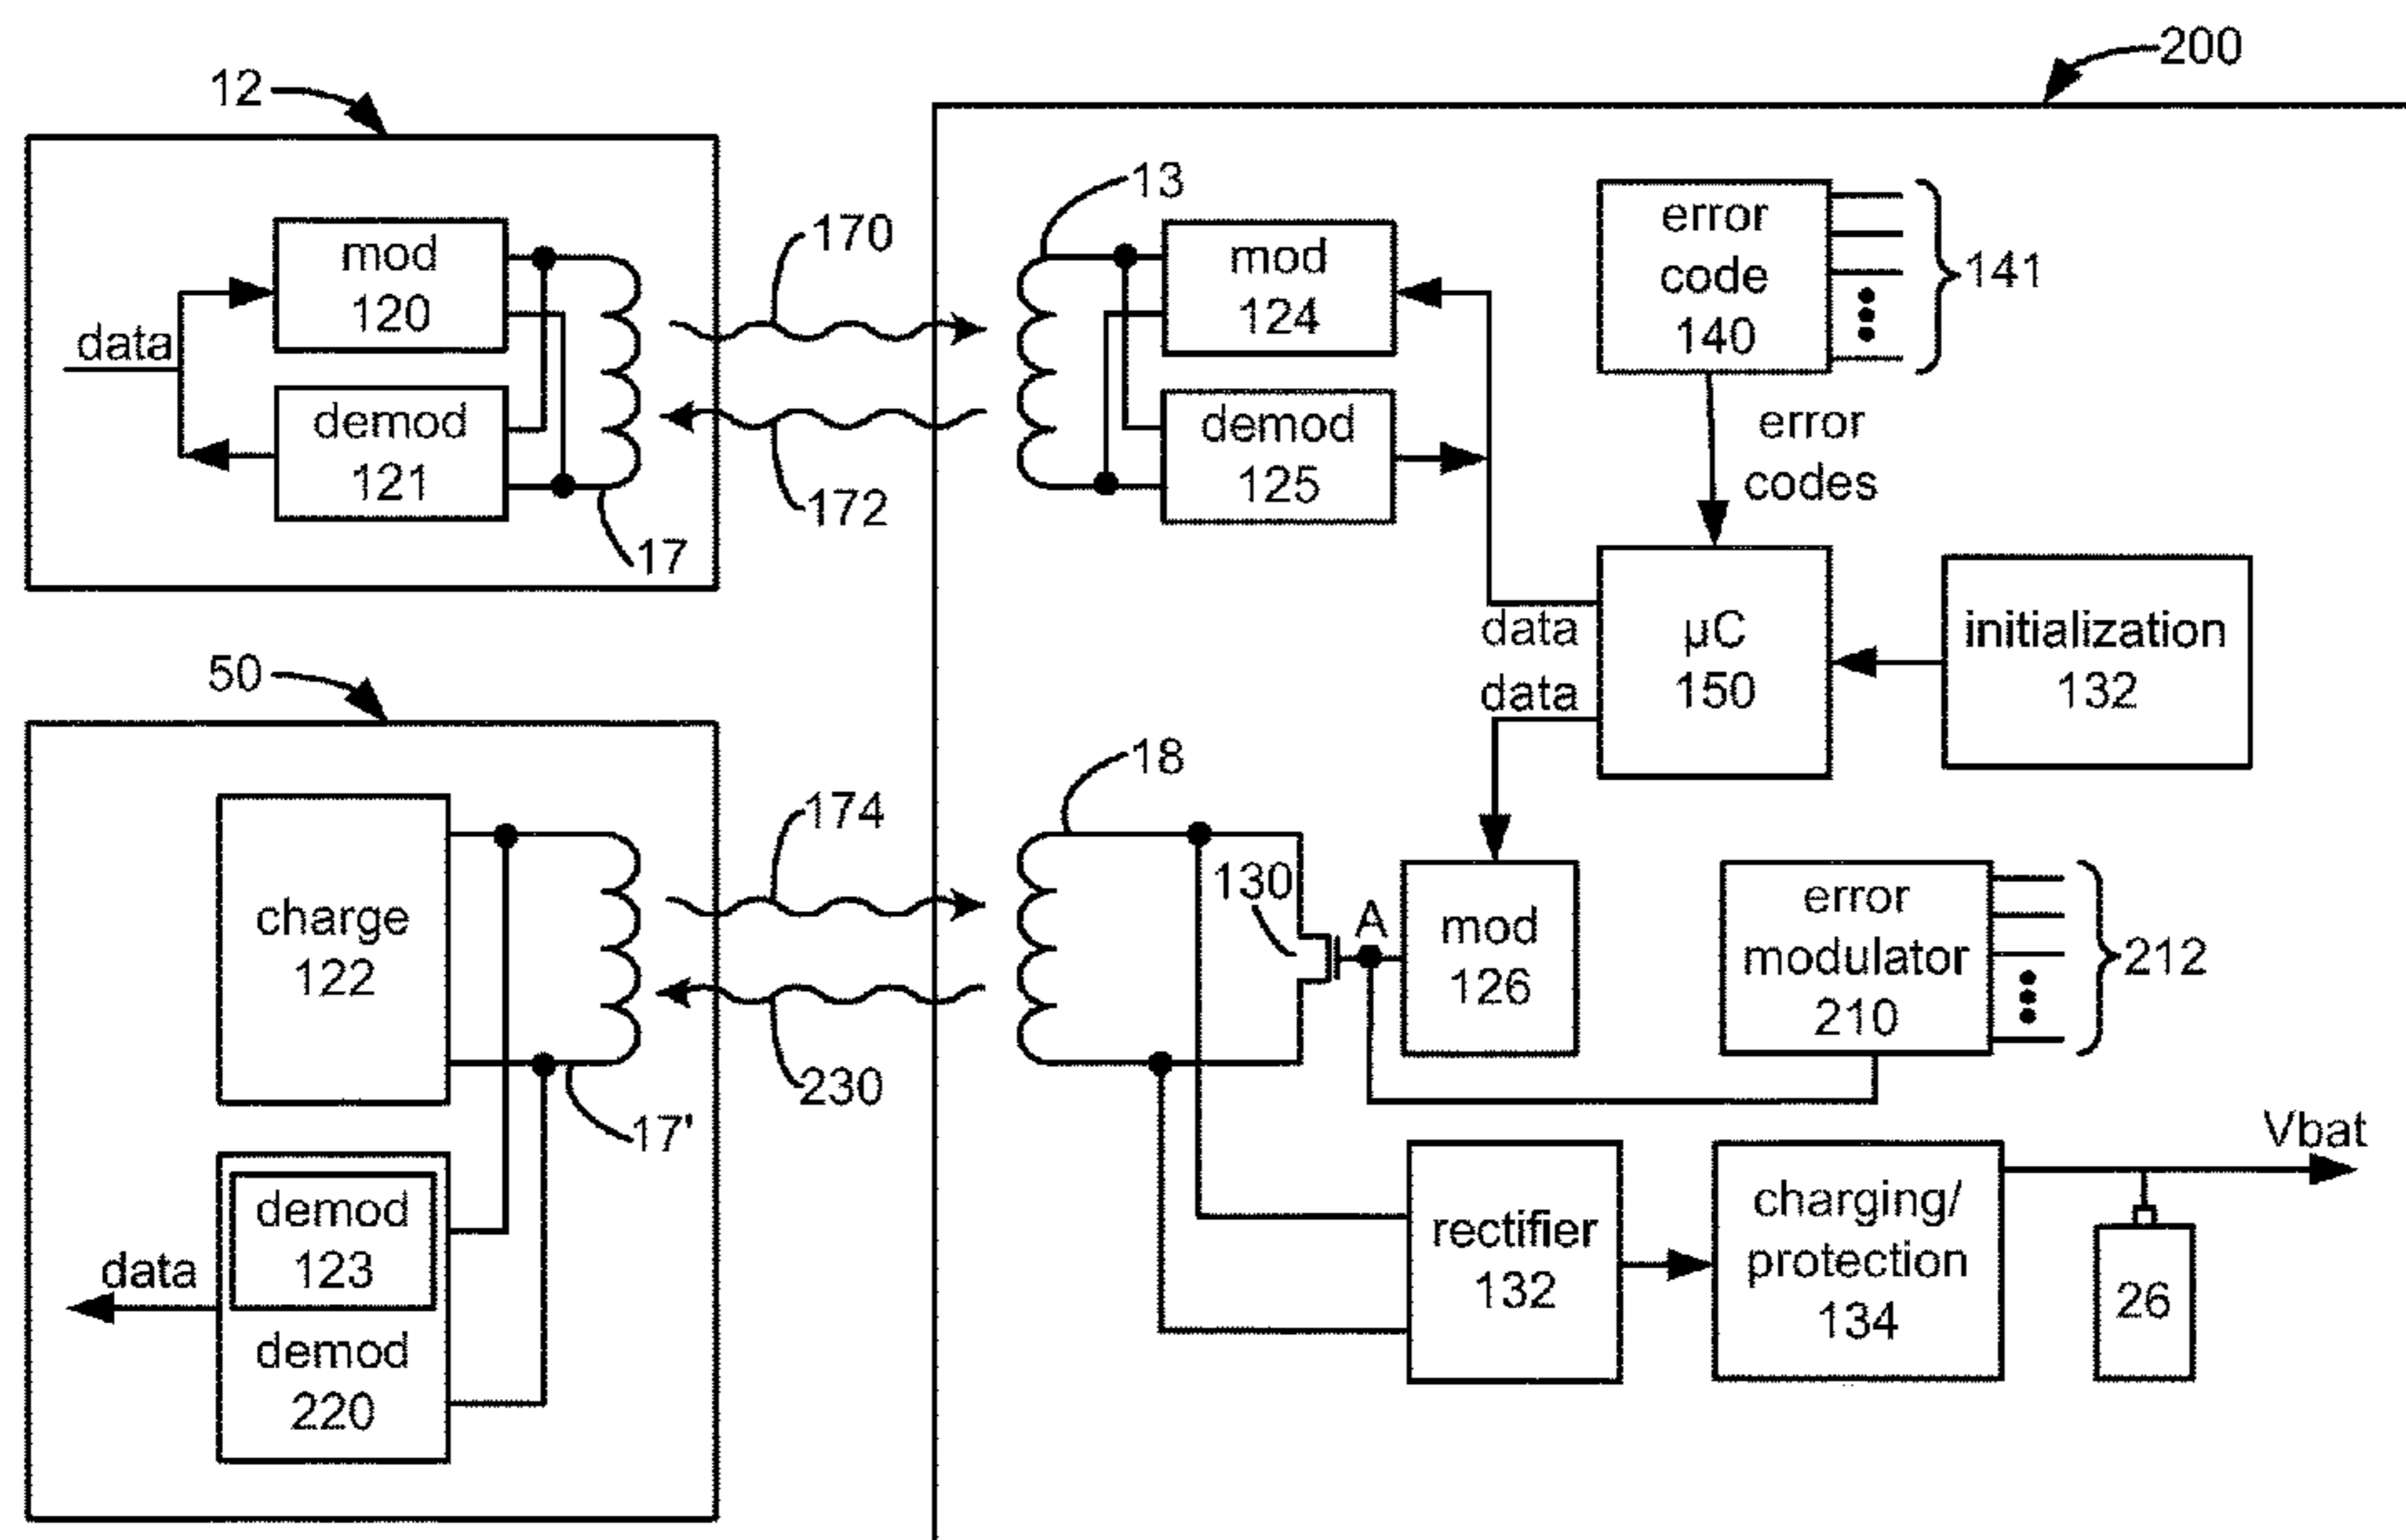 200
12
13
mod
120
data
demod
121
17
170
172
mod
124
demod
125
error
code
140
141
error
codes
data
data
µC
150
initialization
132
50
charge
122
17'
demod
123
demod
220
data
174
230
18
130
A
mod
126
error
modulator
210
212
rectifier
132
charging/
protection
134
Vbat
26